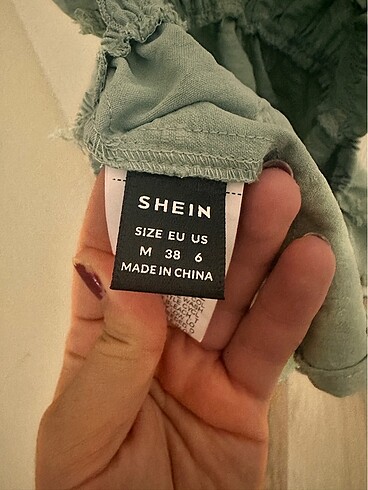 SHEIN
SIZE EU US
M 38 6
MADE IN CHINA